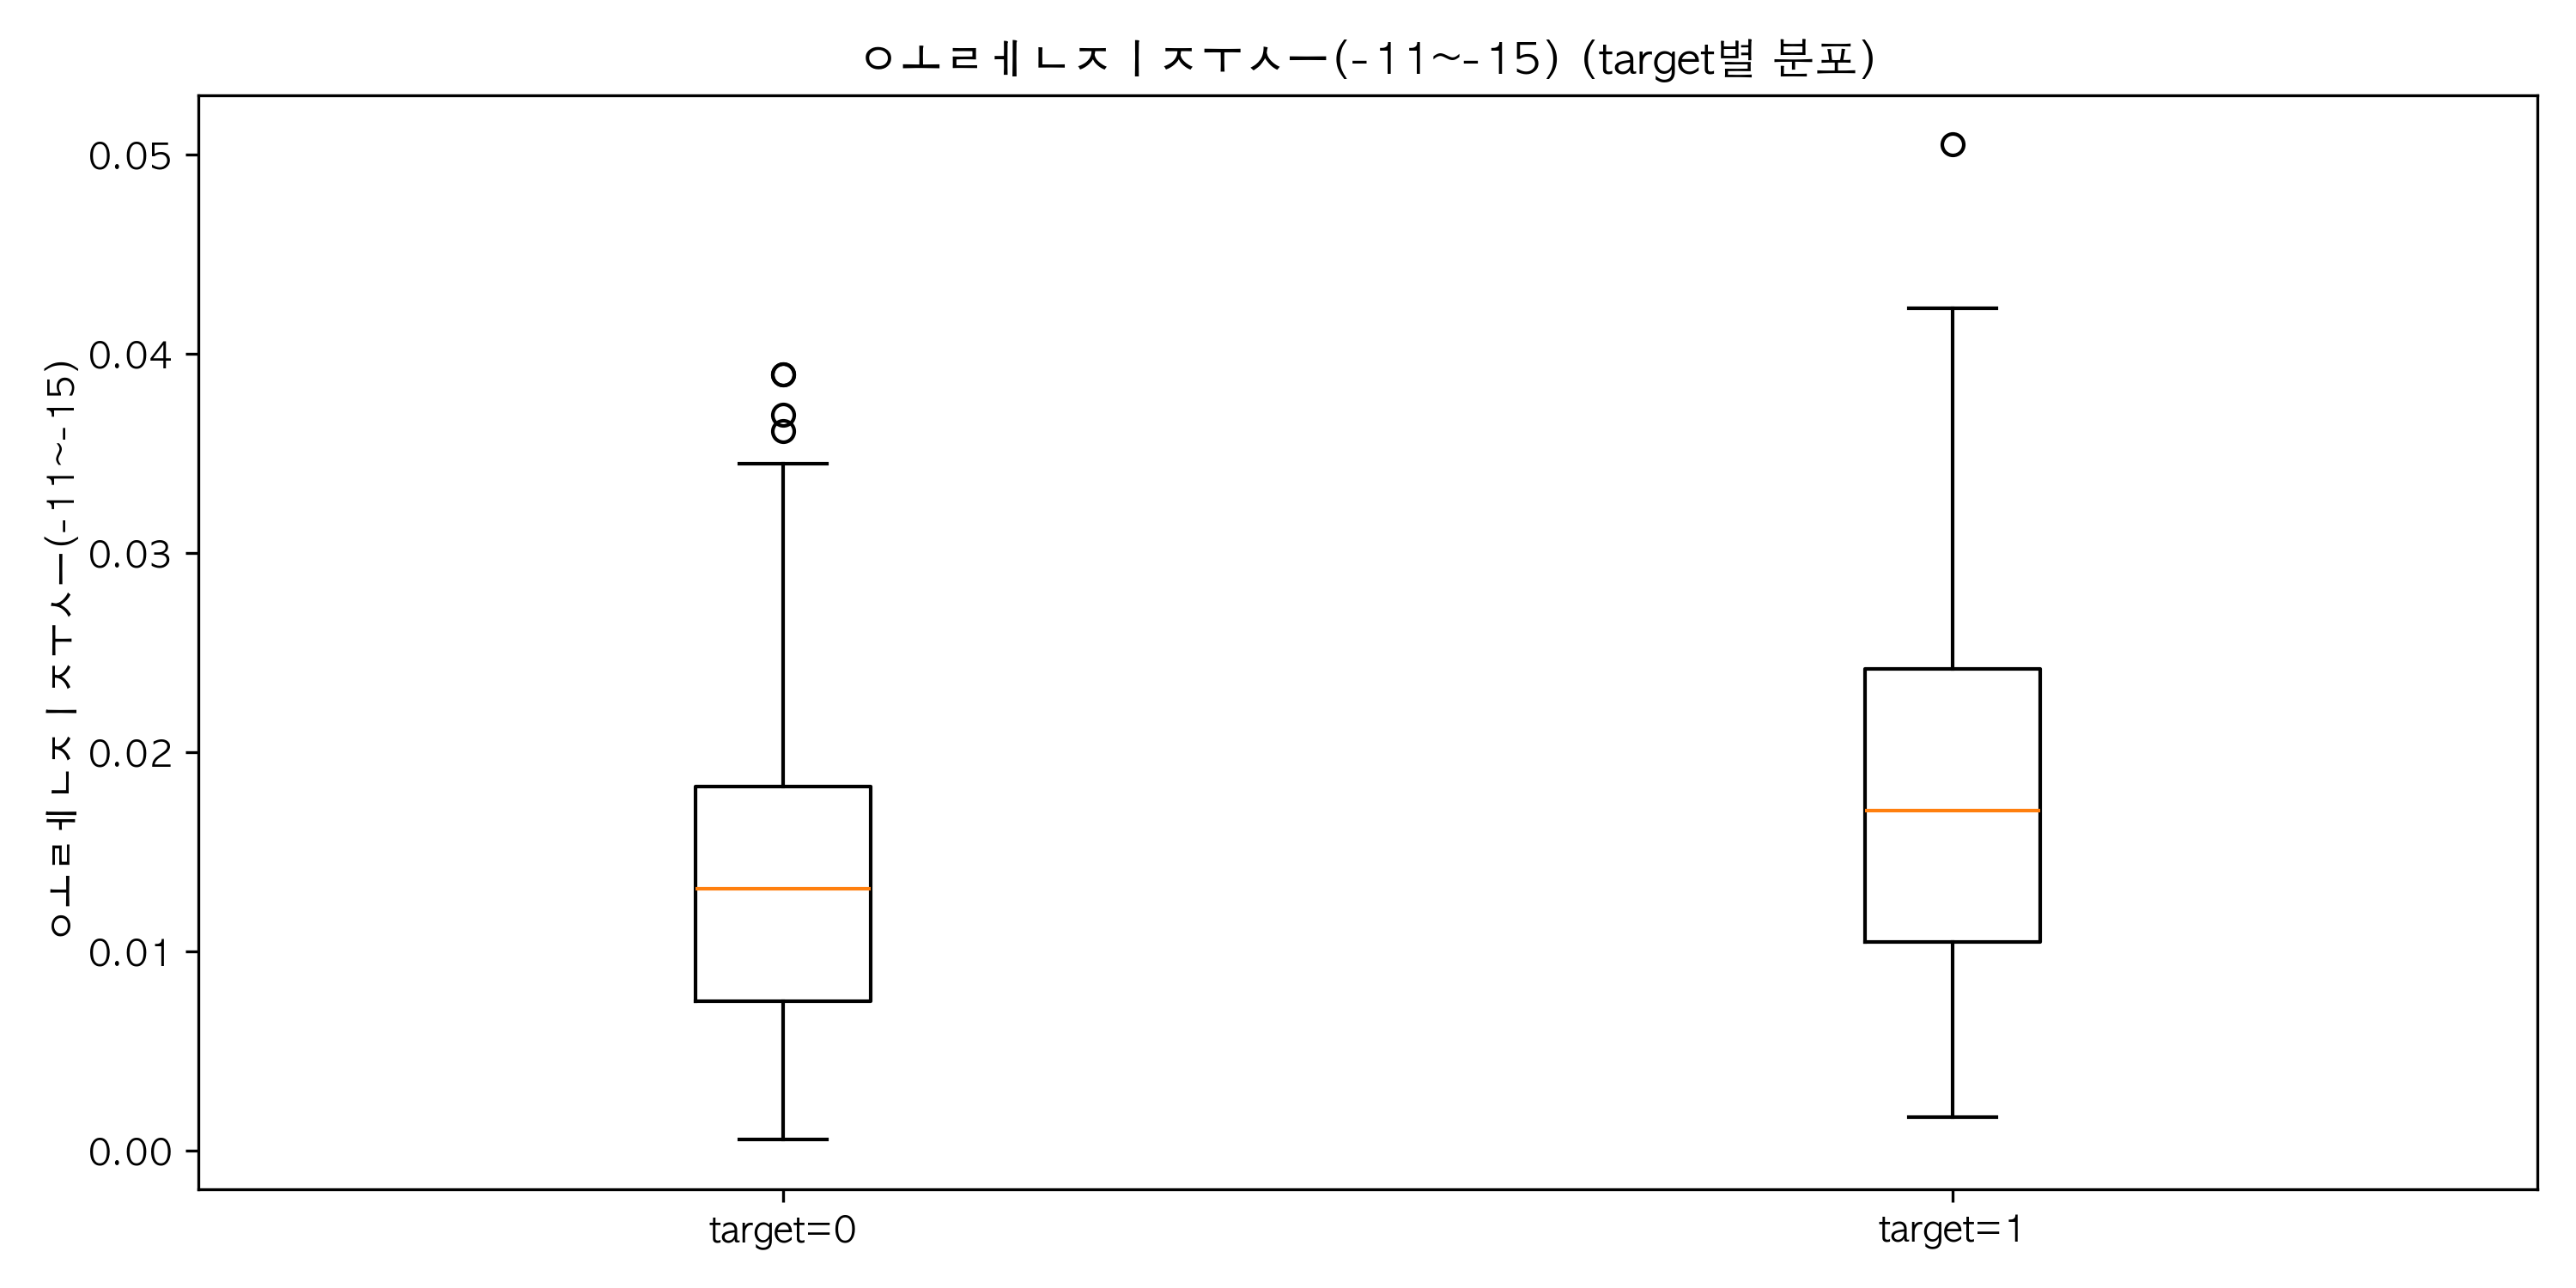 ㅇㅗㄹㅔㄴㅈㅣㅈㅜㅅㅡ(-11~-15) (target별 분포)
ㅇㅗㄹㅔㄴㅈㅣㅈㅜㅅㅡ(-11~-15)
0.05
0.04
0.03
0.02
0.01
0.00
target=0
target=1